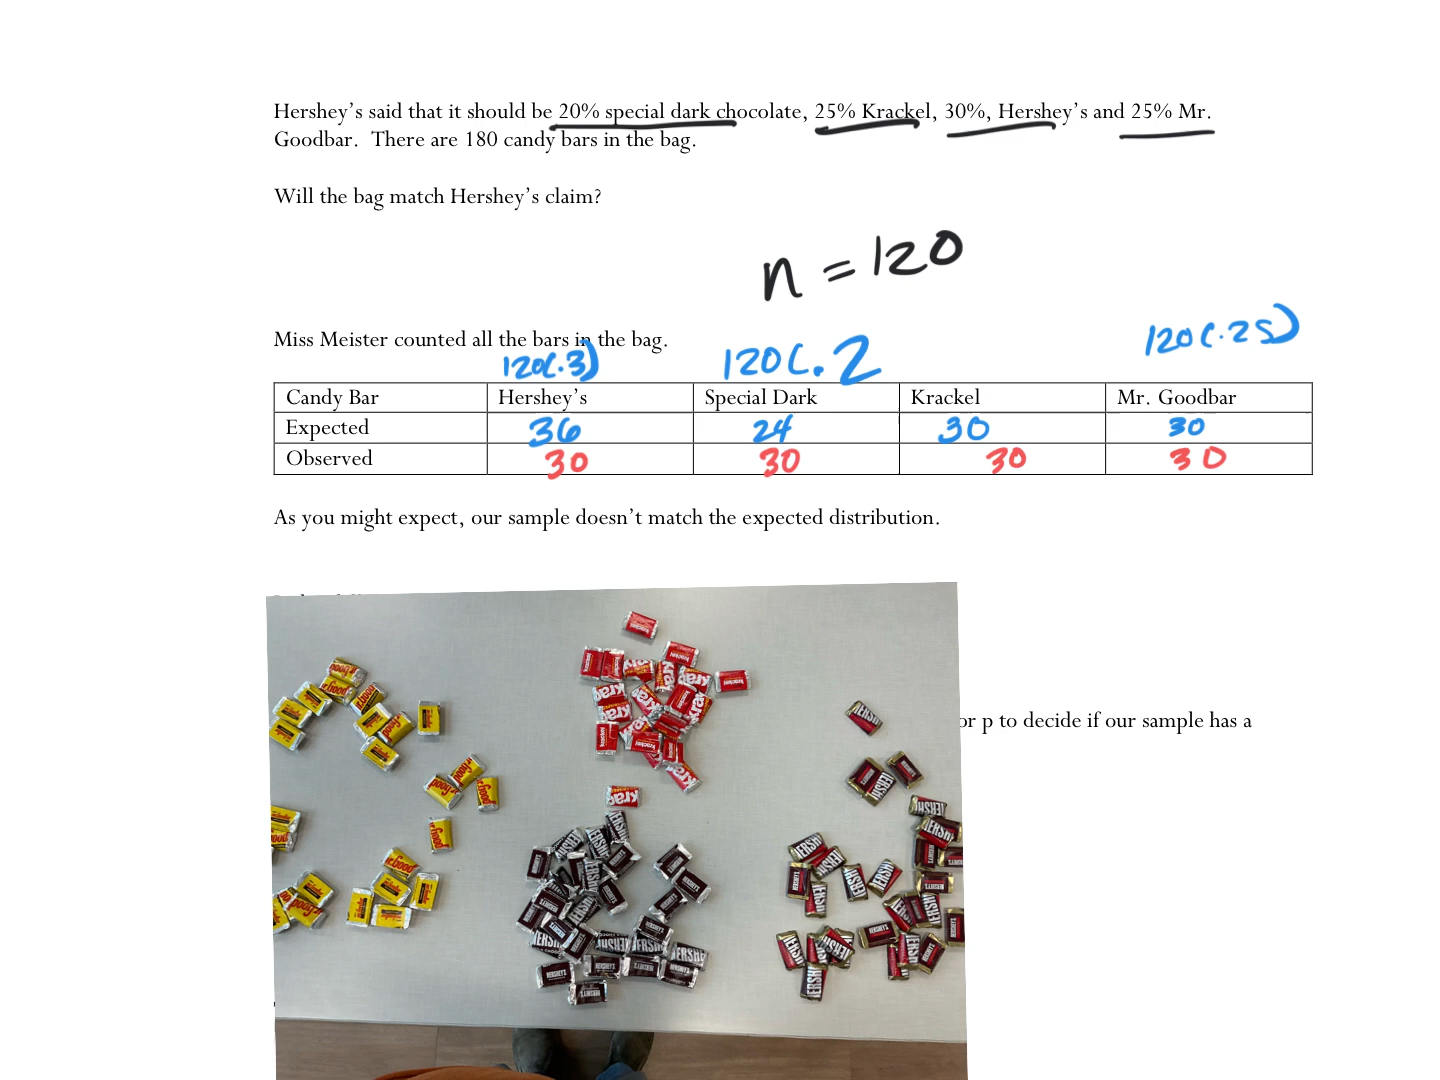 Hershey’s said that it should be 20% special dark chocolate, 25% Krackel, 30%, Hershey’s and 25% Mr.
Goodbar. There are 180 candy bars in the bag.
Will the bag match Hershey’s claim?
n = 120
Miss Meister counted all the bars in the bag.
120(.3) 120(.2 120(.25)
Candy Bar Hershey’s Special Dark Krackel Mr. Goodbar
Expected 36 24 30 30
Observed 30 30 30 30
As you might expect, our sample doesn’t match the expected distribution.
or p to decide if our sample has a